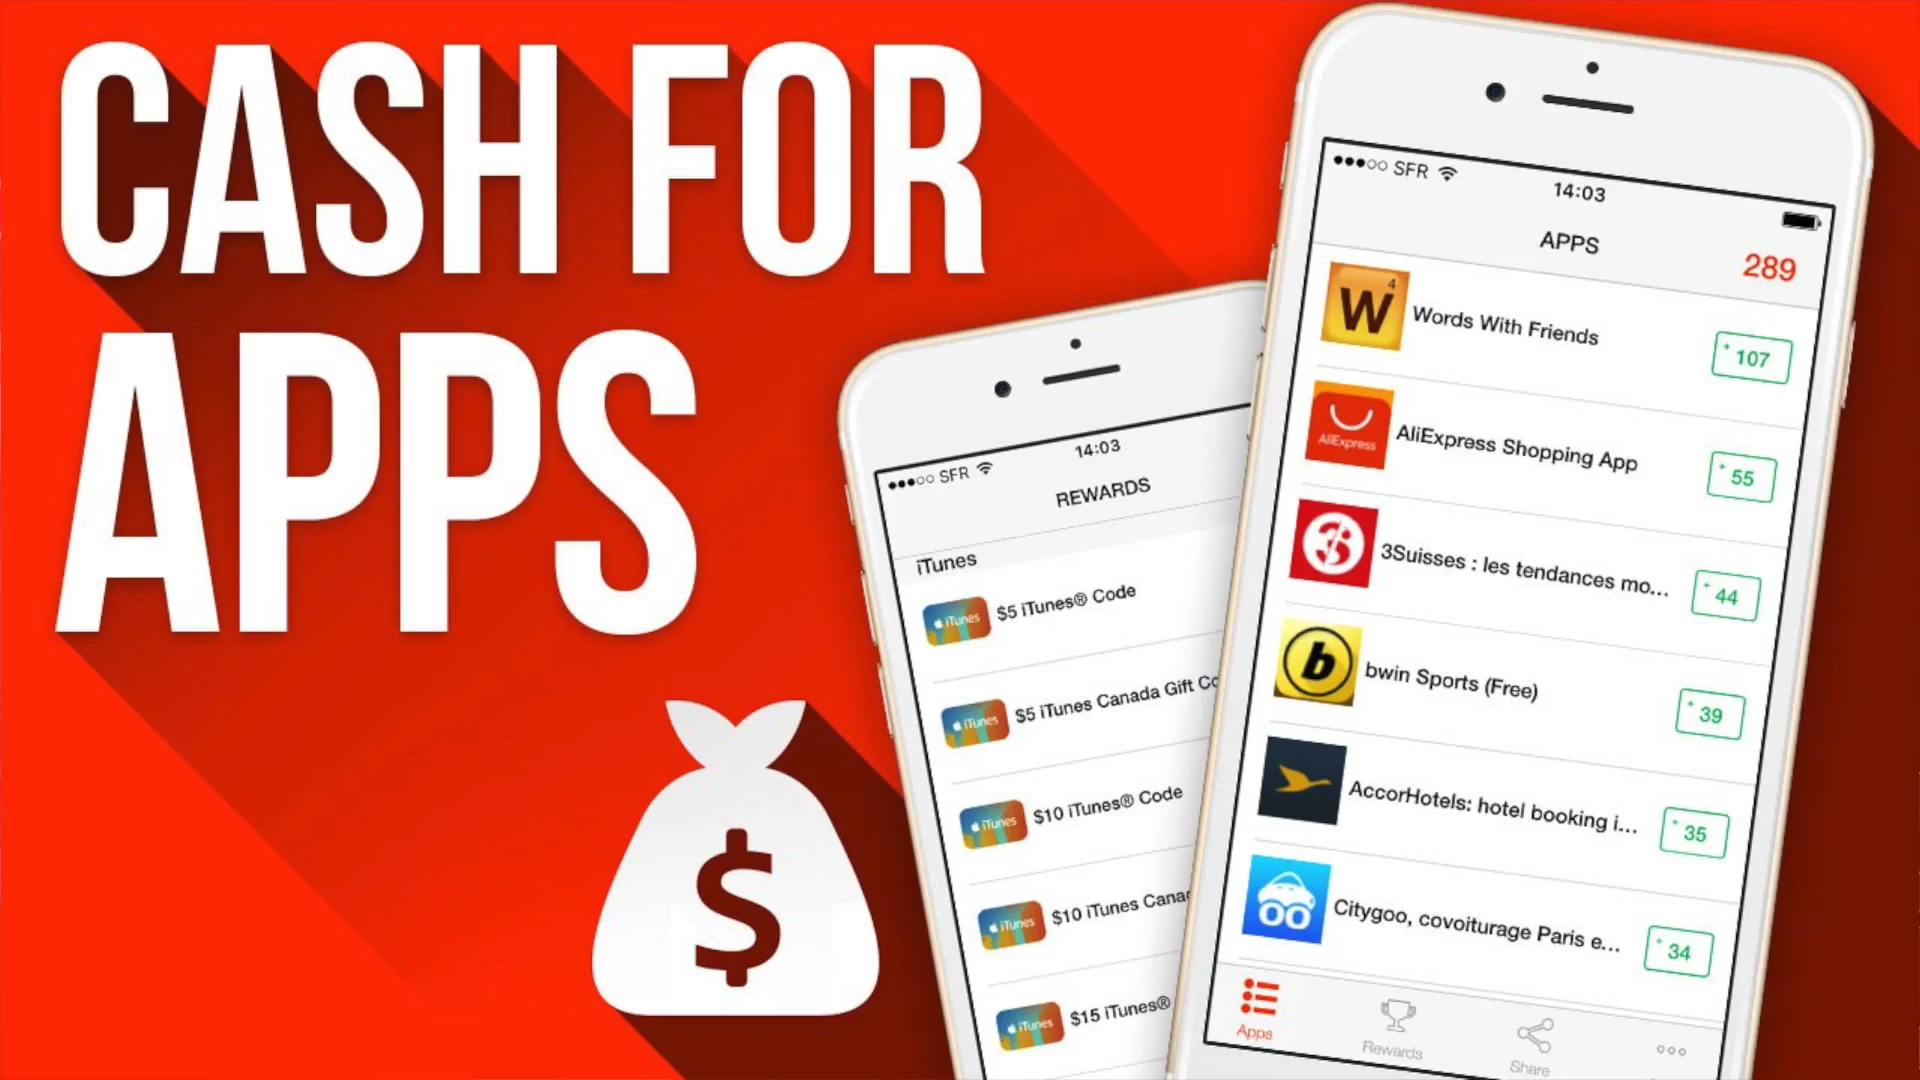 CASH FOR
APPS
$
●●●○○ SFR
14:03
REWARDS
iTunes
iTunes
$5 iTunes® Code
iTunes
$5 iTunes Canada Gift Co
iTunes
$10 iTunes® Code
iTunes
$10 iTunes Cana
iTunes
$15 iTunes®
●●●○○ SFR
14:03
APPS
289
W
4
Words With Friends
+107
AliExpress
AliExpress Shopping App
+55
3S
3Suisses : les tendances mo...
+44
b
bwin Sports (Free)
+39
AccorHotels: hotel booking i...
+35
Citygoo, covoiturage Paris e...
+34
Apps
Rewards
Share